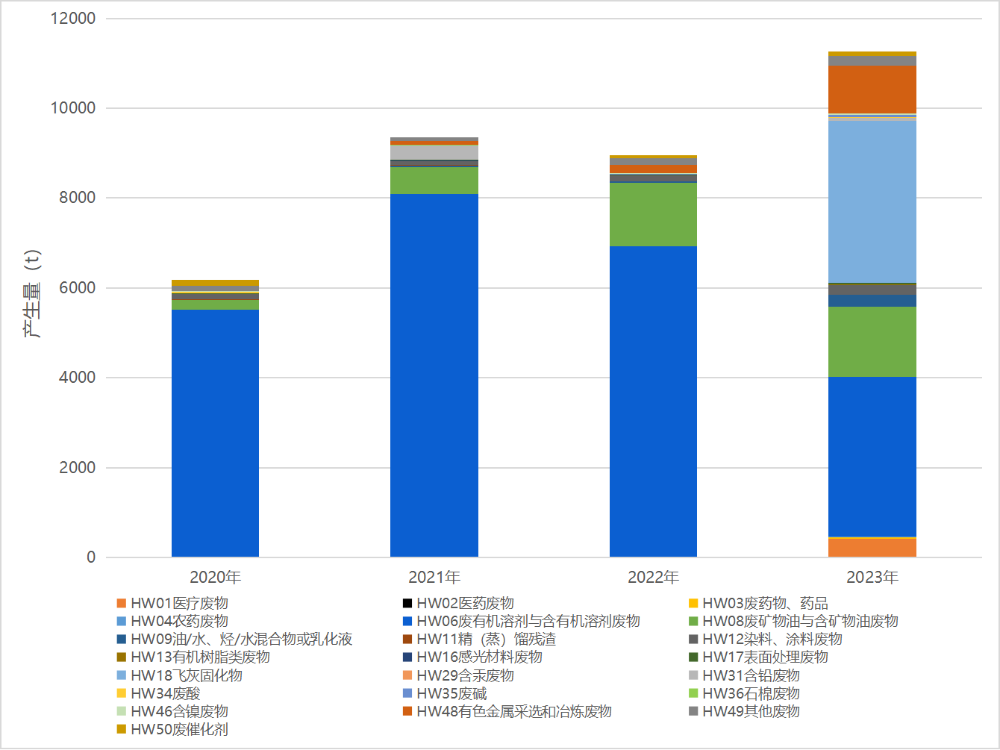 12000
10000
8000
6000
4000
2000
0
产生量（t）
2020年 2021年 2022年 2023年
HW01医疗废物 HW02医药废物 HW03废药物、药品
HW04农药废物 HW06废有机溶剂与含有机溶剂废物 HW08废矿物油与含矿物油废物
HW09油/水、烃/水混合物或乳化液 HW11精（蒸）馏残渣 HW12染料、涂料废物
HW13有机树脂类废物 HW16感光材料废物 HW17表面处理废物
HW18飞灰固化物 HW29含汞废物 HW31含铅废物
HW34废酸 HW35废碱 HW36石棉废物
HW46含镍废物 HW48有色金属采选和冶炼废物 HW49其他废物
HW50废催化剂